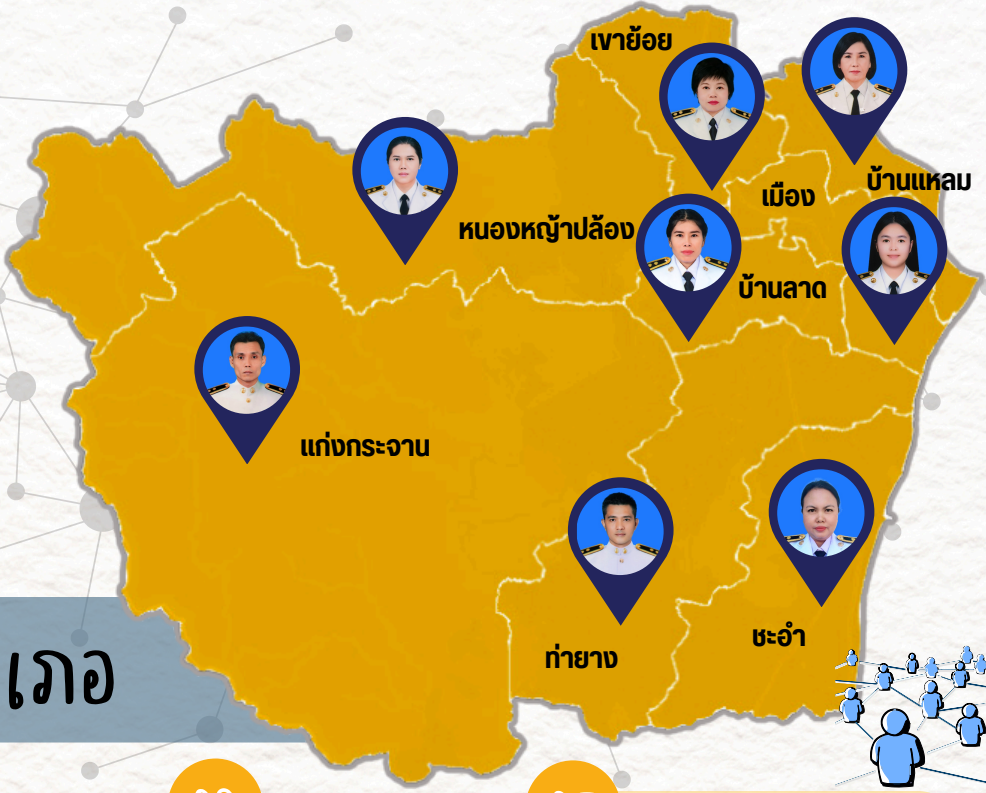 เขาย้อย
บ้านแหลม
เมือง
หนองหญ้าปล้อง
บ้านลาด
แก่งกระจาน
ชะอำ
ท่ายาง
เภอ